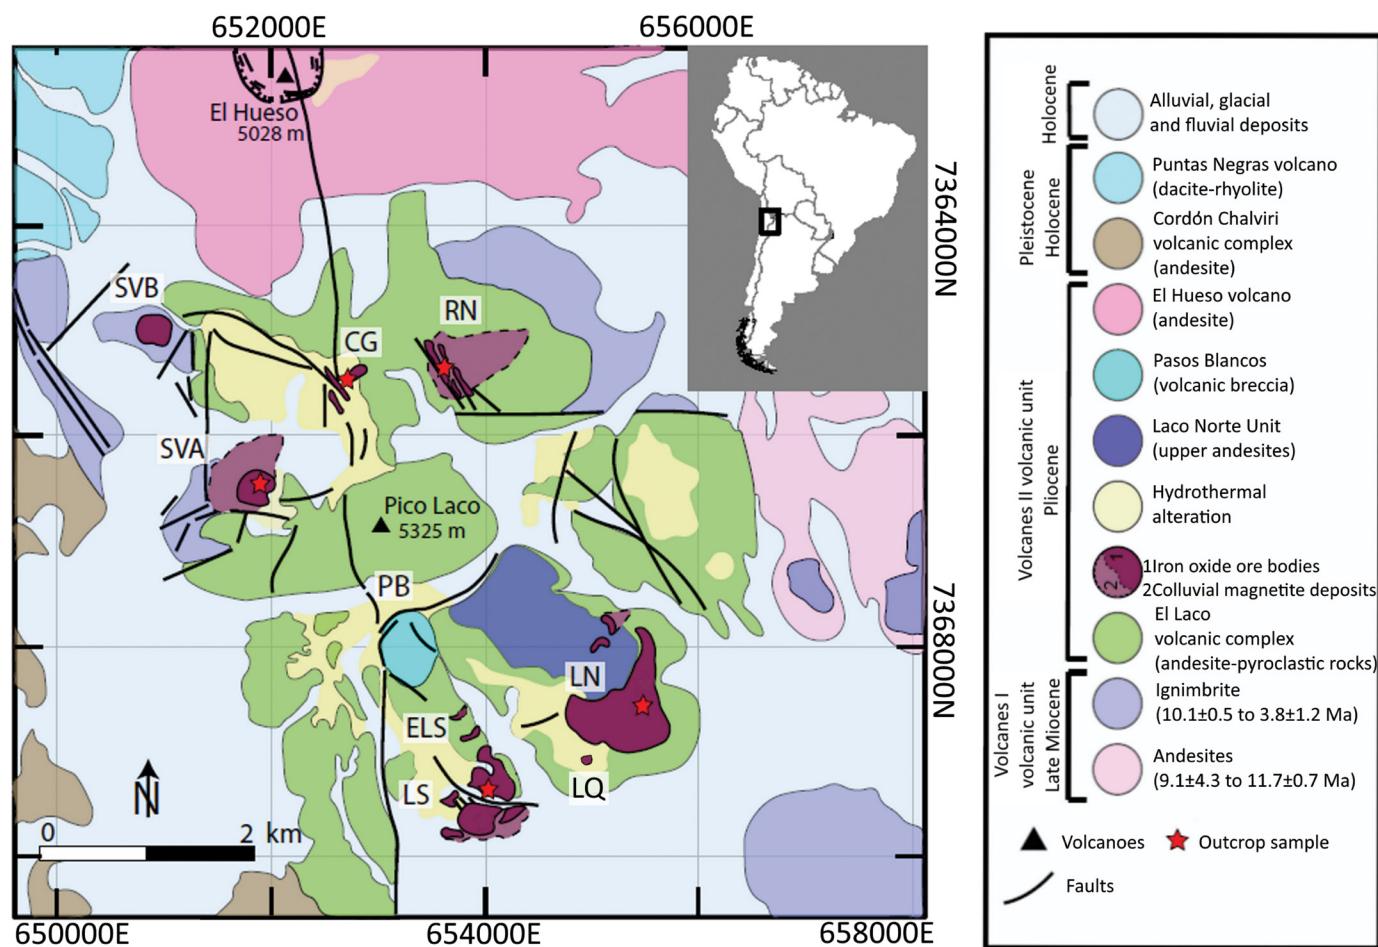 652000E
656000E
El Hueso
5028 m
7364000N
SVB
RN
CG
SVA
Pico Laco
5325 m
PB
7368000N
LN
ELS
LS
LQ
N
0 2 km
650000E
654000E
658000E
Holocene
Alluvial, glacial
and fluvial deposits
Pleistocene
Holocene
Puntas Negras volcano
(dacite-rhyolite)
Cordón Chalviri
volcanic complex
(andesite)
Volcanes II volcanic unit
Pliocene
El Hueso volcano
(andesite)
Pasos Blancos
(volcanic breccia)
Laco Norte Unit
(upper andesites)
Hydrothermal
alteration
1
2
1Iron oxide ore bodies
2Colluvial magnetite deposits
El Laco
volcanic complex
(andesite-pyroclastic rocks)
Volcanes I
volcanic unit
Late Miocene
Ignimbrite
(10.1±0.5 to 3.8±1.2 Ma)
Andesites
(9.1±4.3 to 11.7±0.7 Ma)
Volcanoes
Outcrop sample
Faults